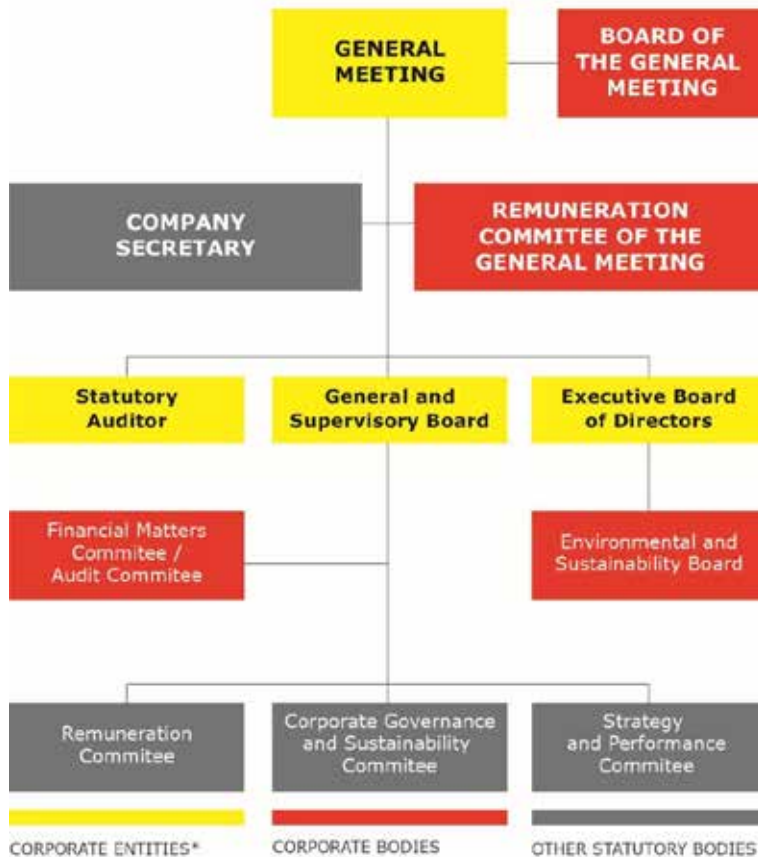 GENERAL
MEETING
BOARD OF
THE GENERAL
MEETING
COMPANY
SECRETARY
REMUNERATION
COMMITEE OF THE
GENERAL MEETING
Statutory
Auditor
General and
Supervisory Board
Executive Board
of Directors
Financial Matters
Commitee /
Audit Commitee
Environmental and
Sustainability Board
Remuneration
Commitee
Corporate Governance
and Sustainability
Commitee
Strategy
and Performance
Commitee
CORPORATE ENTITIES*
CORPORATE BODIES
OTHER STATUTORY BODIES